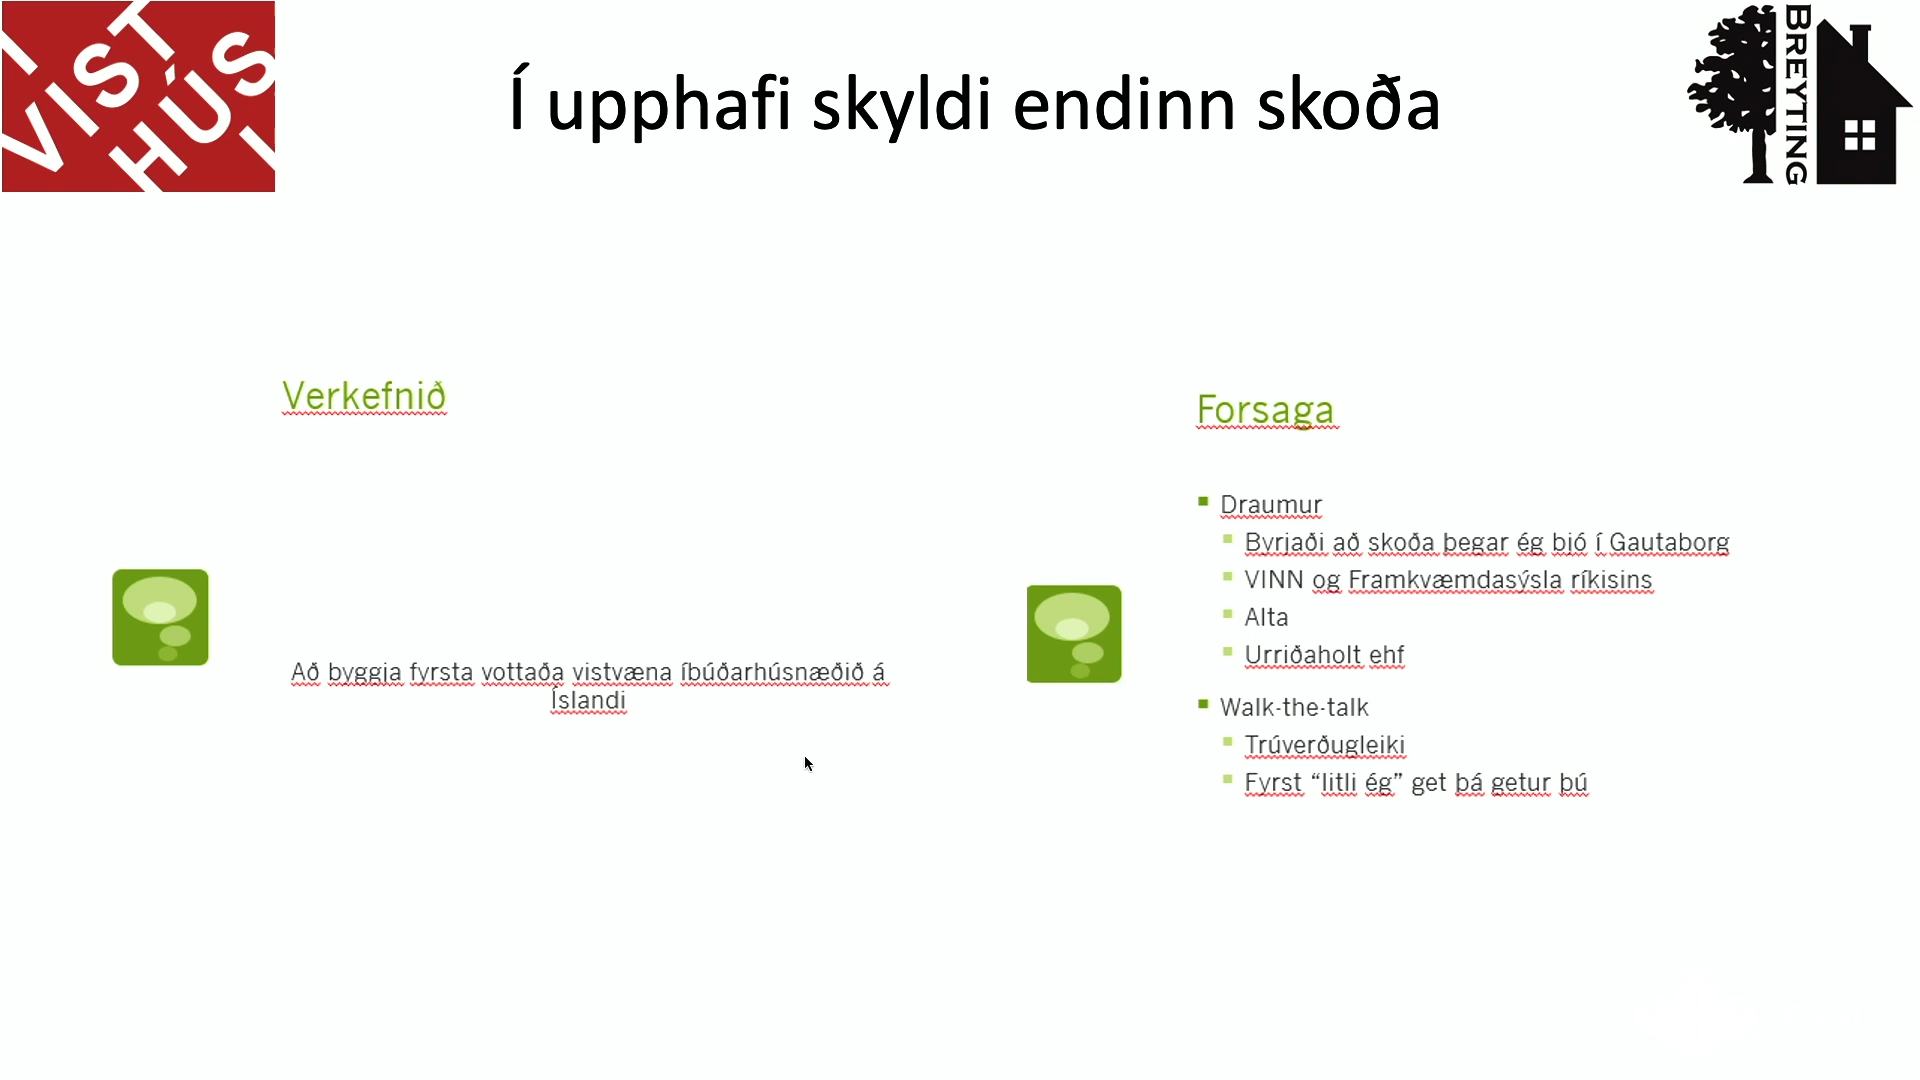 VIST
HÚS
Í upphafi skyldi endinn skoða
BREYTING
Verkefnið
Að byggja fyrsta vottaða vistvæna íbúðarhúsnæðið á
Íslandi
Forsaga
Draumur
Byrjaði að skoða þegar ég bjó í Gautaborg
VINN og Framkvæmdasýsla ríkisins
Alta
Urriðaholt ehf
Walk-the-talk
Trúverðugleiki
Fyrst “litli ég” get þá getur þú